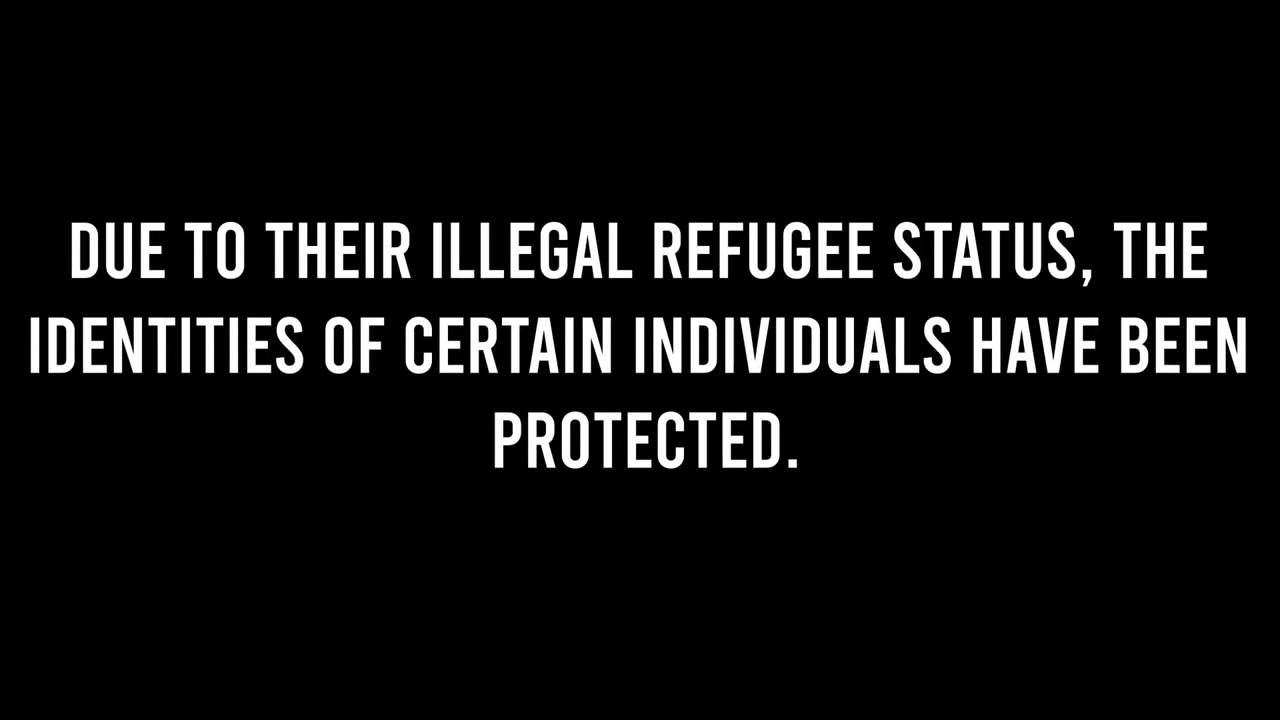 DUE TO THEIR ILLEGAL REFUGEE STATUS, THE
IDENTITIES OF CERTAIN INDIVIDUALS HAVE BEEN
PROTECTED.